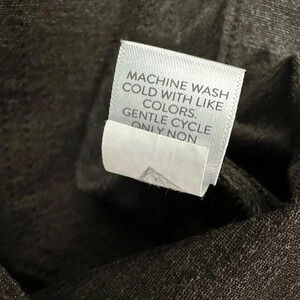 MACHINE WASH
COLD WITH LIKE
COLORS.
GENTLE CYCLE
ONLY NON